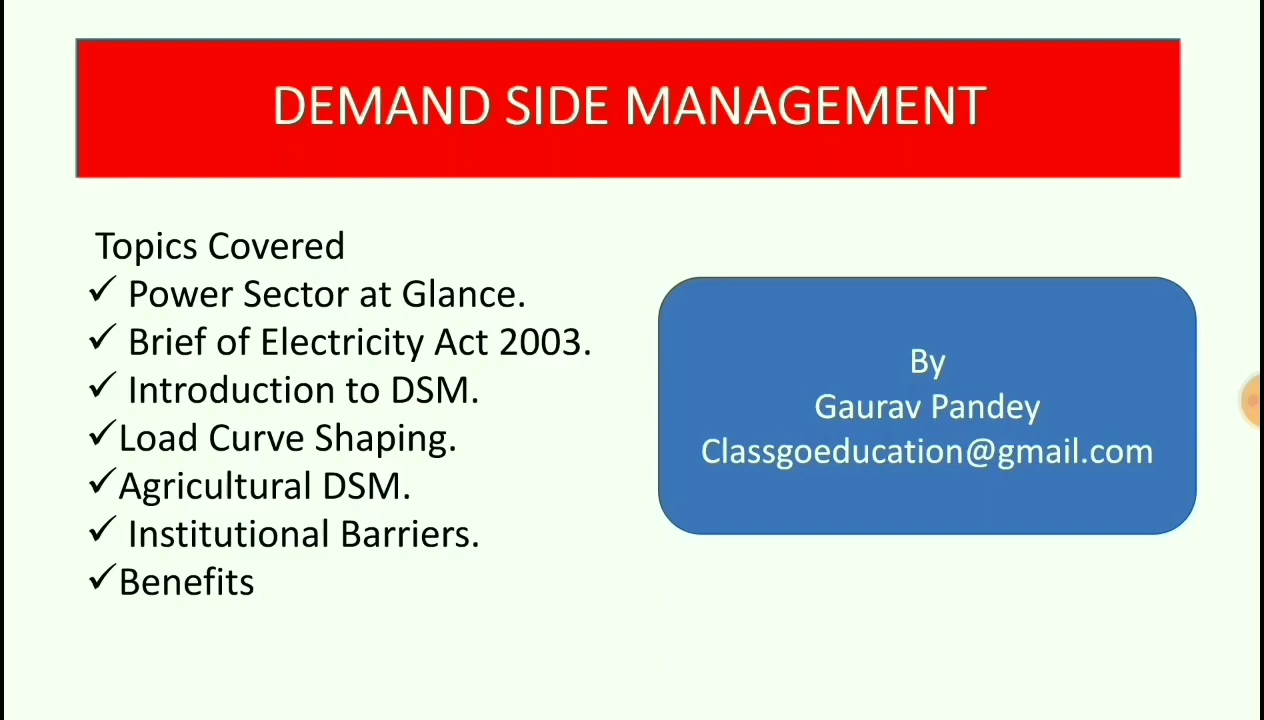 DEMAND SIDE MANAGEMENT
Topics Covered
✓ Power Sector at Glance.
✓ Brief of Electricity Act 2003.
✓ Introduction to DSM.
✓Load Curve Shaping.
✓Agricultural DSM.
✓ Institutional Barriers.
✓Benefits
By
Gaurav Pandey
Classgoeducation@gmail.com